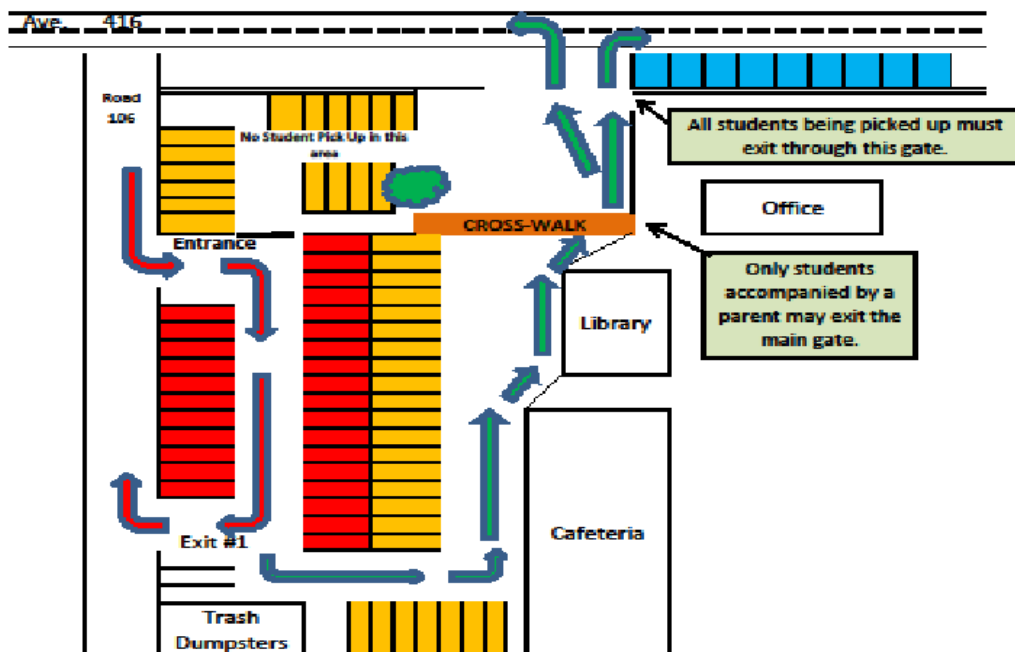 Ave. 416
Road
106
All students being picked up must
exit through this gate.
No Student Pick Up in this
area
Office
CROSS-WALK
Entrance
Only students
accompanied by a
parent may exit the
main gate.
Library
Exit #1
Cafeteria
Trash
Dumpsters